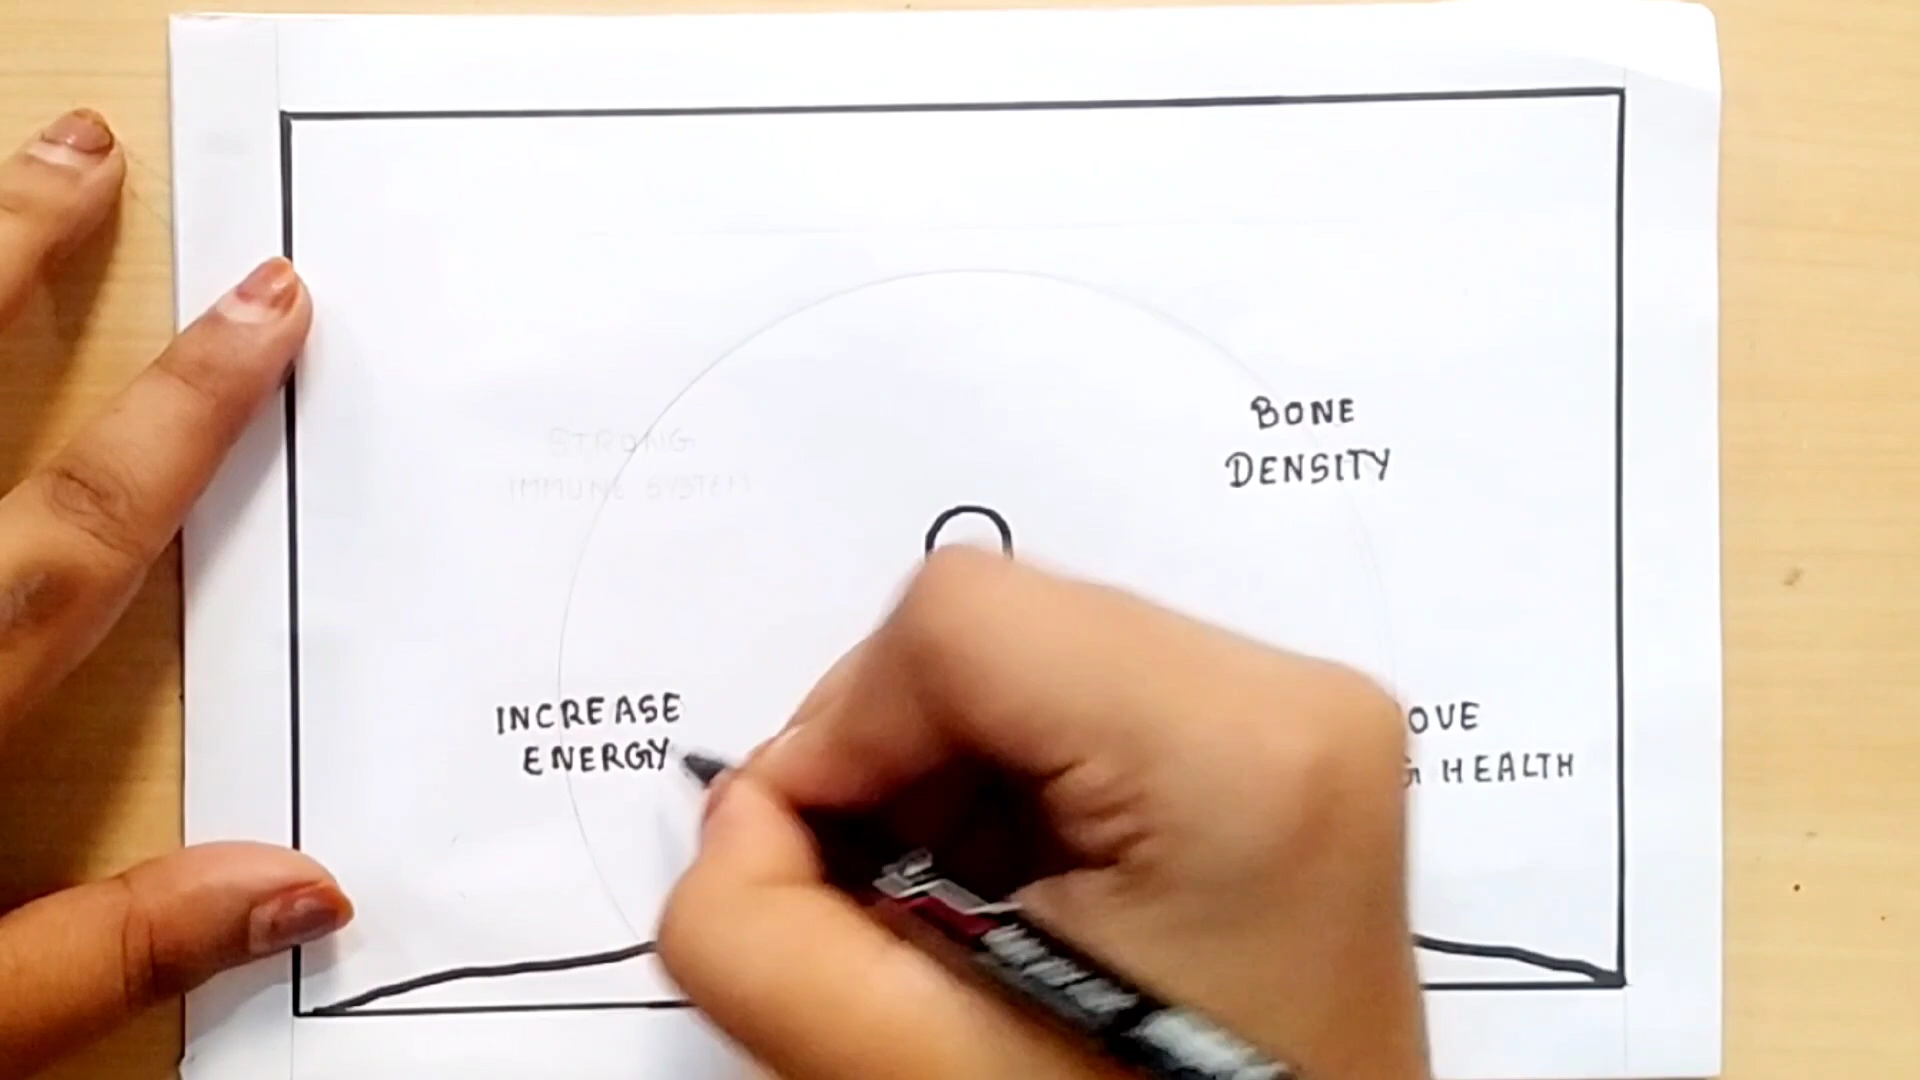 BONE
DENSITY
STRONG
IMMUNE SYSTEM
INCREASE
ENERGY
OVE
G HEALTH